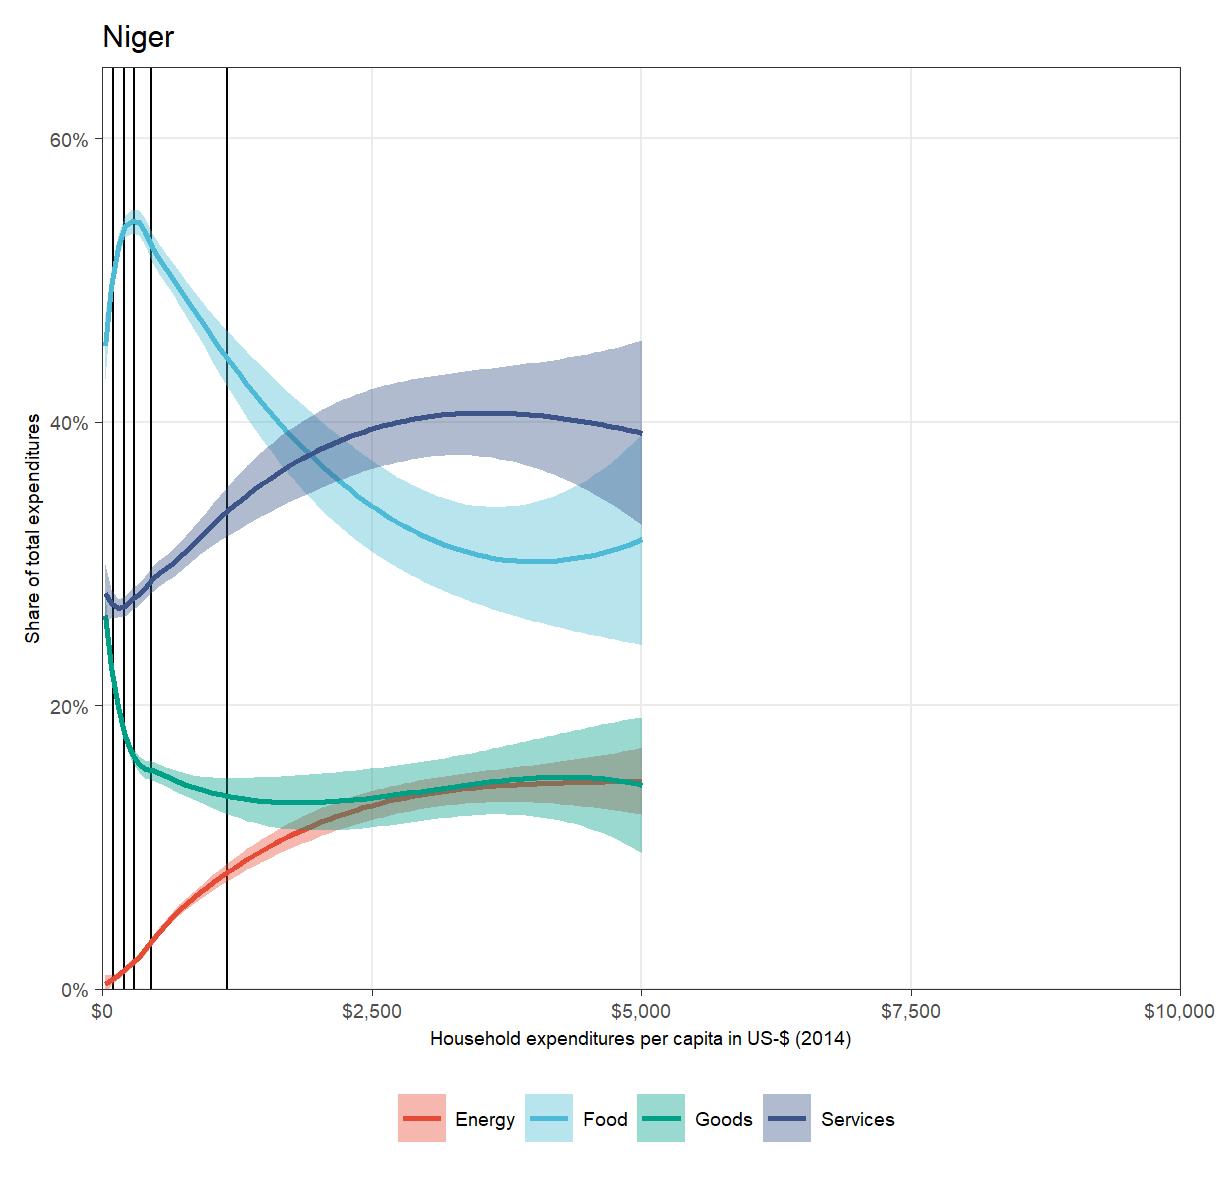 Niger
Share of total expenditures
60%
40%
20%
0%
$0 $2,500 $5,000 $7,500 $10,000
Household expenditures per capita in US-$ (2014)
Energy Food Goods Services